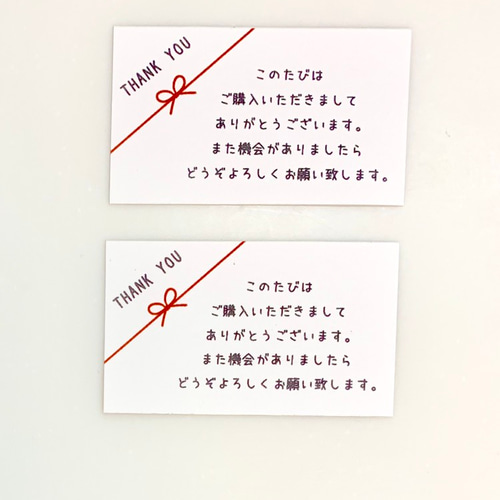 THANK YOU
このたびは
ご購入いただきまして
ありがとうございます。
また機会がありましたら
どうぞよろしくお願い致します。
THANK YOU
このたびは
ご購入いただきまして
ありがとうございます。
また機会がありましたら
どうぞよろしくお願い致します。